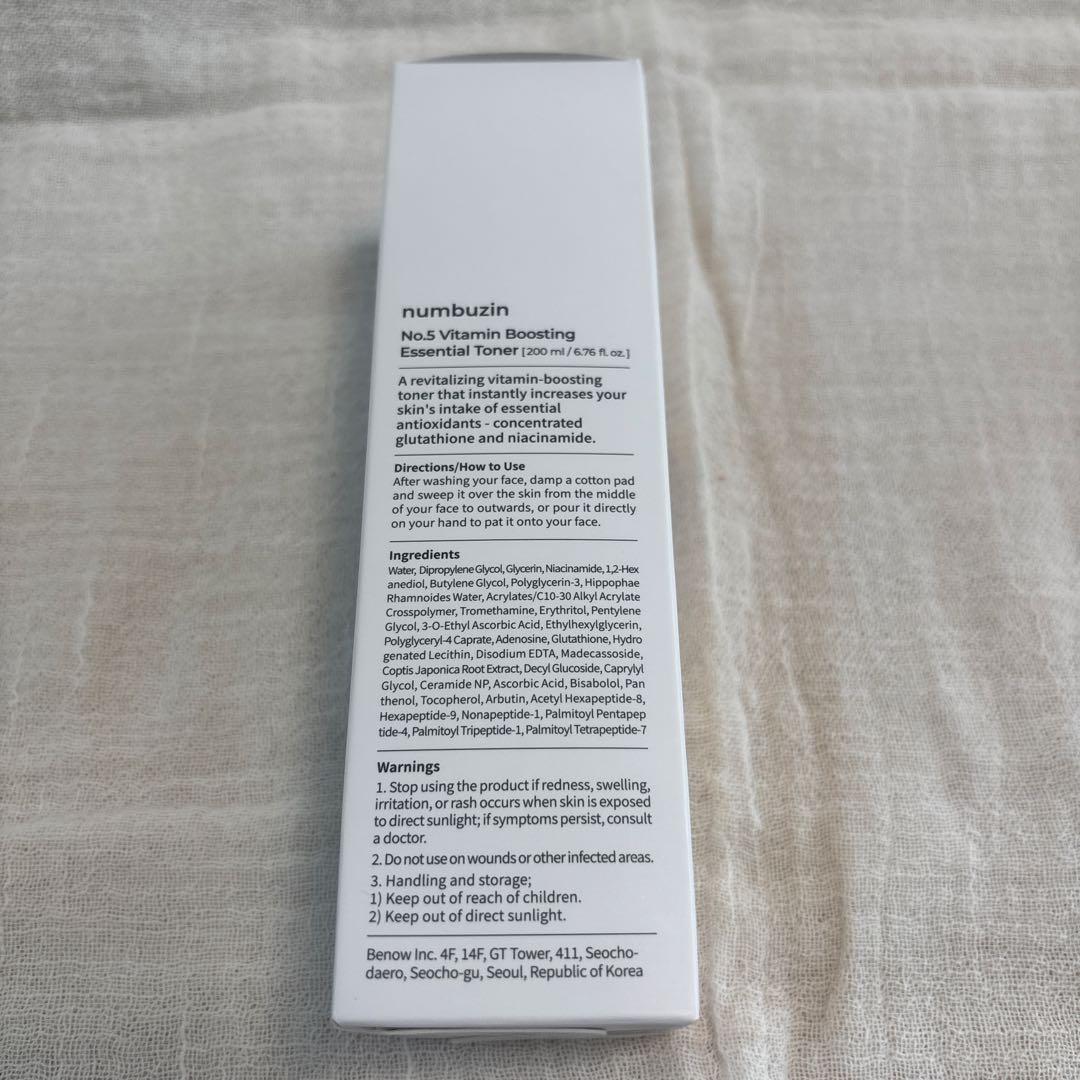 numbuzin
No.5 Vitamin Boosting
Essential Toner [200 ml / 6.76 fl. oz.]
A revitalizing vitamin-boosting
toner that instantly increases your
skin's intake of essential
antioxidants - concentrated
glutathione and niacinamide.
Directions/How to Use
After washing your face, damp a cotton pad
and sweep it over the skin from the middle
of your face to outwards, or pour it directly
on your hand to pat it onto your face.
Ingredients
Water, Dipropylene Glycol, Glycerin, Niacinamide, 1,2-Hex
anediol, Butylene Glycol, Polyglycerin-3, Hippophae
Rhamnoides Water, Acrylates/C10-30 Alkyl Acrylate
Crosspolymer, Tromethamine, Erythritol, Pentylene
Glycol, 3-O-Ethyl Ascorbic Acid, Ethylhexylglycerin,
Polyglyceryl-4 Caprate, Adenosine, Glutathione, Hydro
genated Lecithin, Disodium EDTA, Madecassoside,
Coptis Japonica Root Extract, Decyl Glucoside, Caprylyl
Glycol, Ceramide NP, Ascorbic Acid, Bisabolol, Pan
thenol, Tocopherol, Arbutin, Acetyl Hexapeptide-8,
Hexapeptide-9, Nonapeptide-1, Palmitoyl Pentapep
tide-4, Palmitoyl Tripeptide-1, Palmitoyl Tetrapeptide-7
Warnings
1. Stop using the product if redness, swelling,
irritation, or rash occurs when skin is exposed
to direct sunlight; if symptoms persist, consult
a doctor.
2. Do not use on wounds or other infected areas.
3. Handling and storage;
1) Keep out of reach of children.
2) Keep out of direct sunlight.
Benow Inc. 4F, 14F, GT Tower, 411, Seocho-
daero, Seocho-gu, Seoul, Republic of Korea